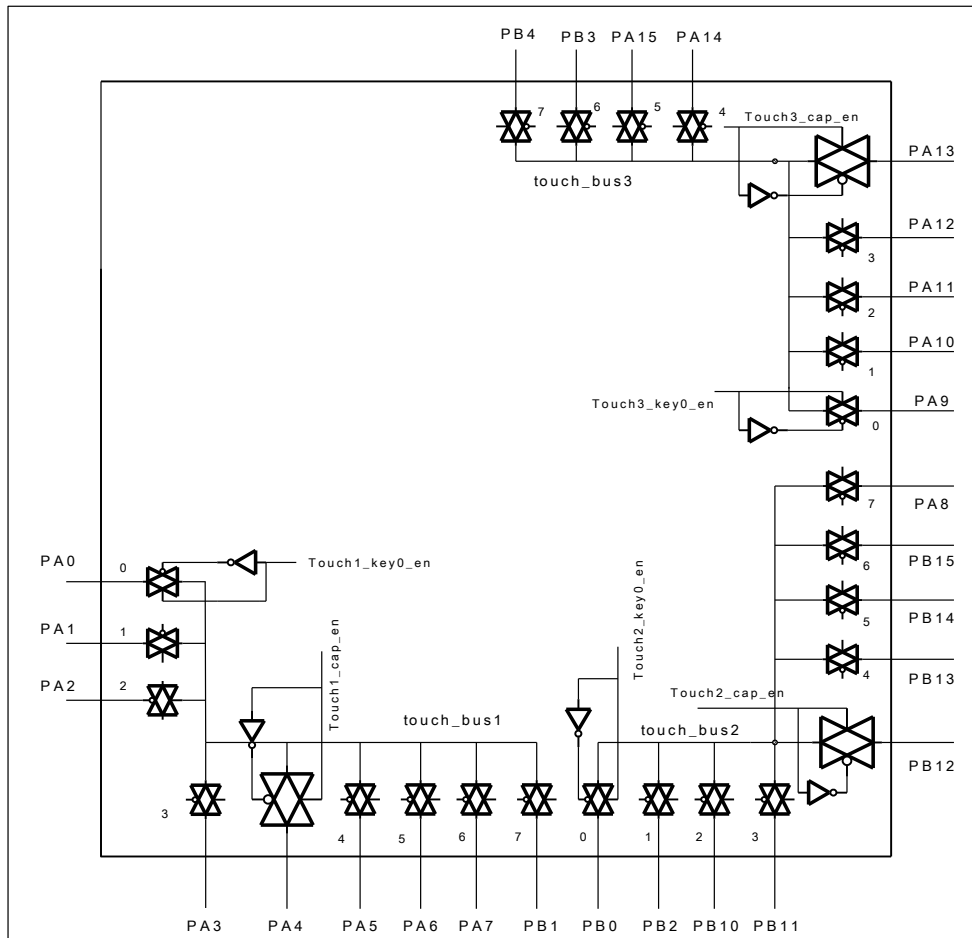 PB4 PB3 PA15 PA14
7 6 5 4
Touch3_cap_en
PA13
touch_bus3
PA12
3
PA11
2
PA10
1
Touch3_key0_en
PA9
0
7
PA8
PA0
0
Touch1_key0_en
6
PB15
PA1
1
5
PB14
PA2
2
4
PB13
Touch1_cap_en
Touch2_key0_en
Touch2_cap_en
touch_bus1
touch_bus2
PB12
3
4 5 6 7 0 1 2 3
PA3 PA4 PA5 PA6 PA7 PB1 PB0 PB2 PB10 PB11